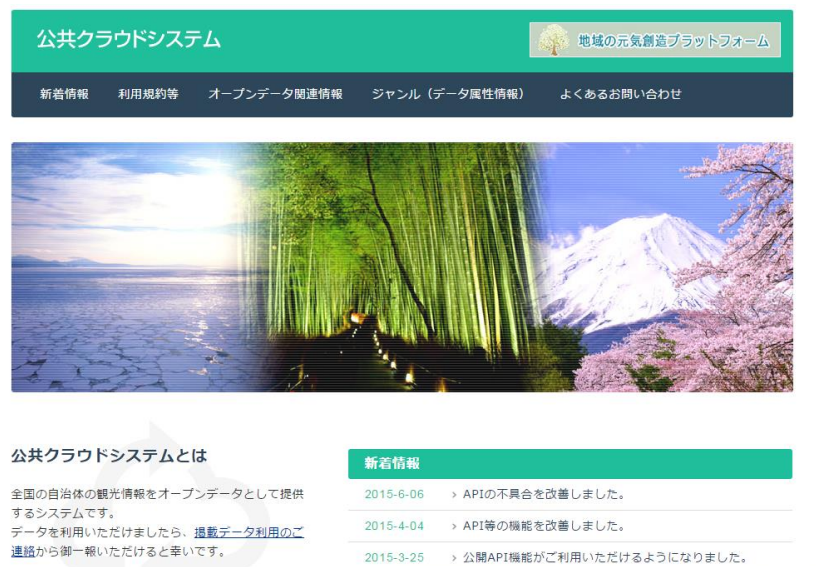 公共クラウドシステム
地域の元気創造プラットフォーム
新着情報 利用規約等 オープンデータ関連情報 ジャンル（データ属性情報） よくあるお問い合わせ
公共クラウドシステムとは
全国の自治体の観光情報をオープンデータとして提供
するシステムです。
データを利用いただけましたら、掲載データ利用のご
連絡から御一報いただけると幸いです。
新着情報
2015-6-06 › APIの不具合を改善しました。
2015-4-04 › API等の機能を改善しました。
2015-3-25 › 公開API機能がご利用いただけるようになりました。